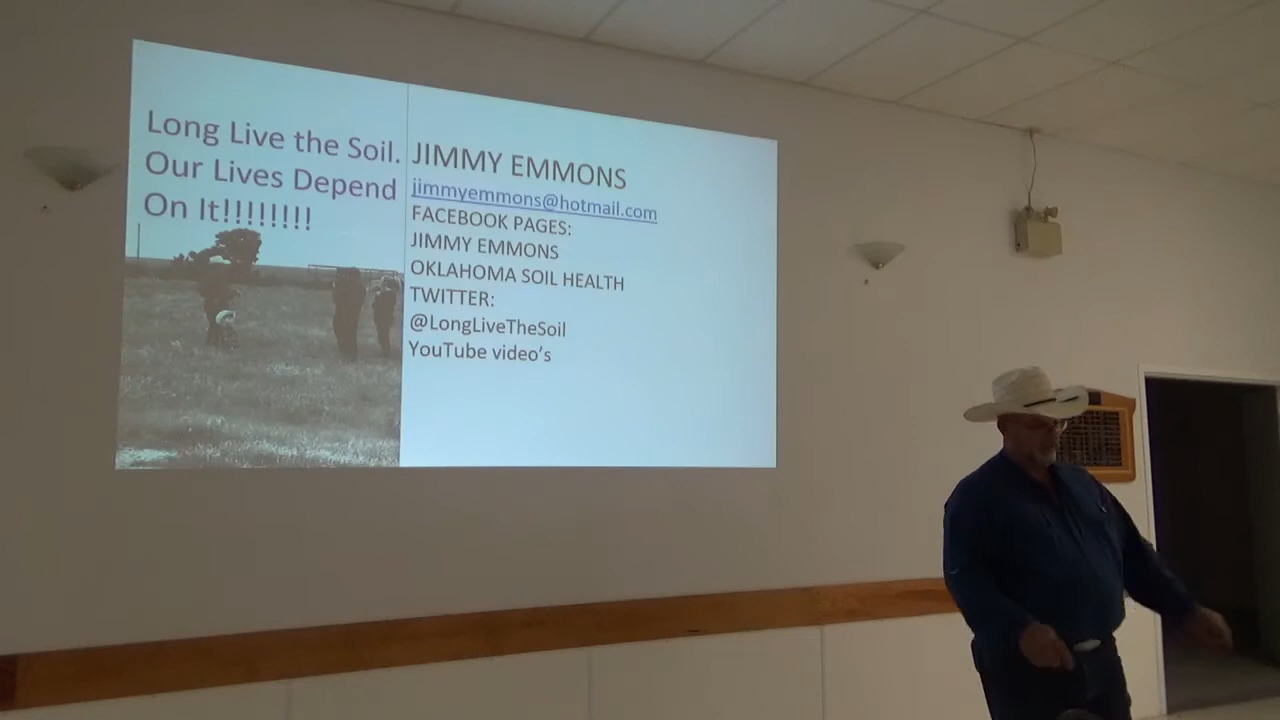 Long Live the Soil.
Our Lives Depend
On It!!!!!!!!
JIMMY EMMONS
jimmyemmons@hotmail.com
FACEBOOK PAGES:
JIMMY EMMONS
OKLAHOMA SOIL HEALTH
TWITTER:
@LongLiveTheSoil
YouTube video's